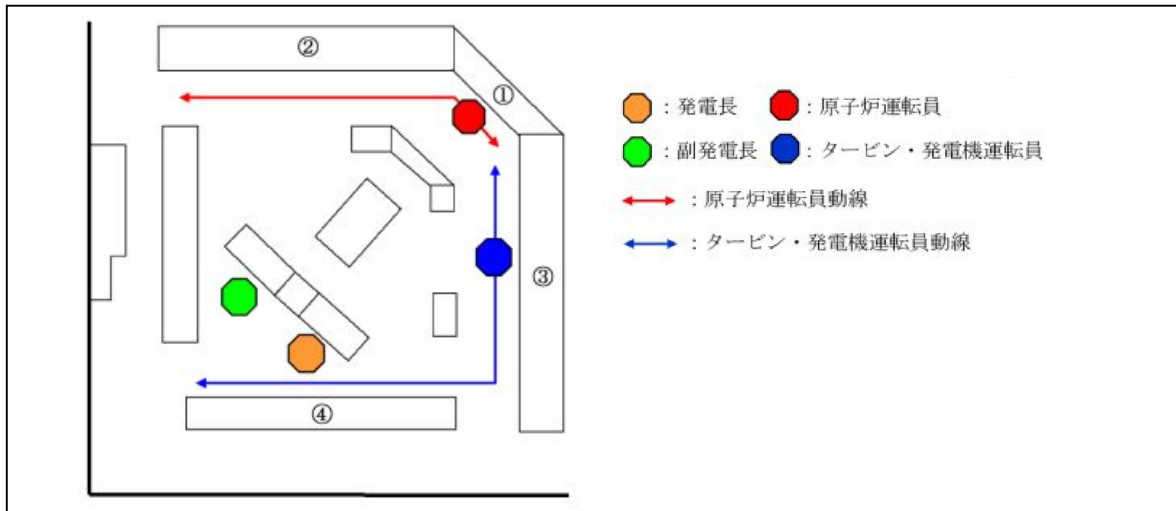 ②
①
③
④
：発電長 ：原子炉運転員
：副発電長 ：タービン・発電機運転員
：原子炉運転員動線
：タービン・発電機運転員動線